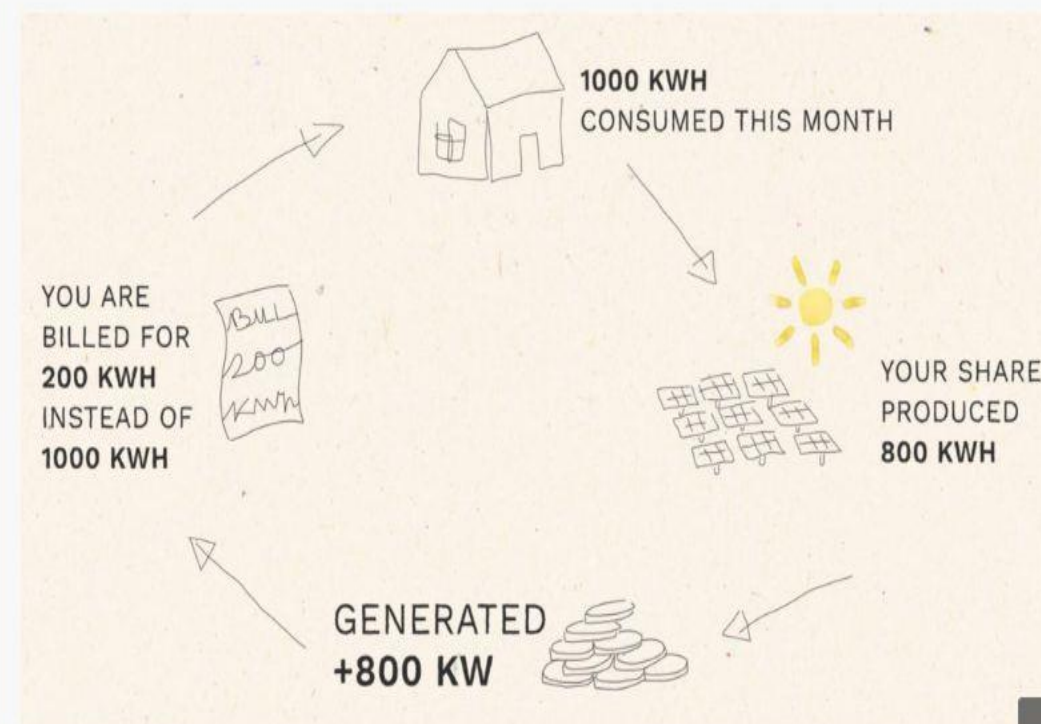 1000 KWH
CONSUMED THIS MONTH
YOUR SHARE
PRODUCED
800 KWH
GENERATED
+800 KW
YOU ARE
BILLED FOR
200 KWH
INSTEAD OF
1000 KWH
BILL
200
KWh